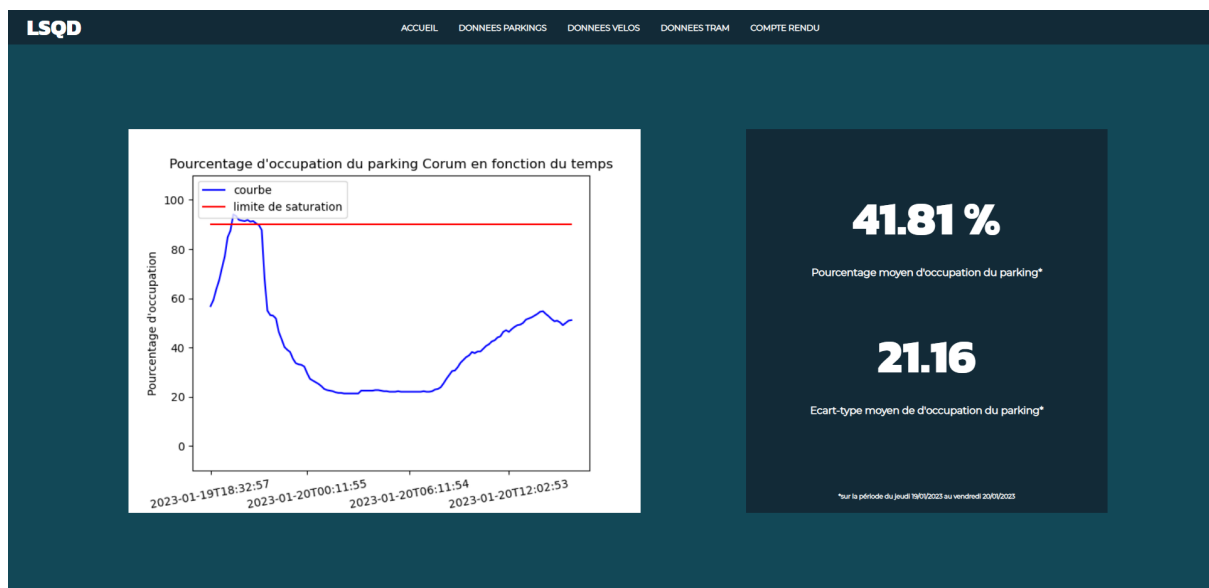 LSQD
ACCUEIL DONNEES PARKINGS DONNEES VELOS DONNEES TRAM COMPTE RENDU
Pourcentage d'occupation du parking Corum en fonction du temps
courbe
limite de saturation
100
80
60
40
20
0
Pourcentage d'occupation
2023-01-19T18:32:57
2023-01-20T00:11:55
2023-01-20T06:11:54
2023-01-20T12:02:53
41.81 %
Pourcentage moyen d'occupation du parking*
21.16
Ecart-type moyen de d'occupation du parking*
*sur la période du jeudi 19/01/2023 au vendredi 20/01/2023